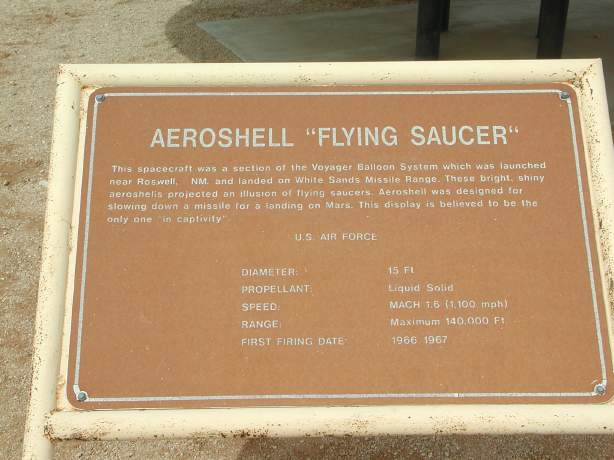 AEROSHELL "FLYING SAUCER"
This spacecraft was a section of the Voyager Balloon System which was launched
near Roswell, NM. and landed on White Sands Missile Range. These bright, shiny
aeroshells projected an illusion of flying saucers. Aeroshell was designed for
slowing down a missile for a landing on Mars. This display is believed to be the
only one "in captivity".
U.S. AIR FORCE
DIAMETER: 15 Ft
PROPELLANT: Liquid Solid
SPEED: MACH 1.6 (1,100 mph)
RANGE: Maximum 140,000 Ft.
FIRST FIRING DATE: 1966 1967